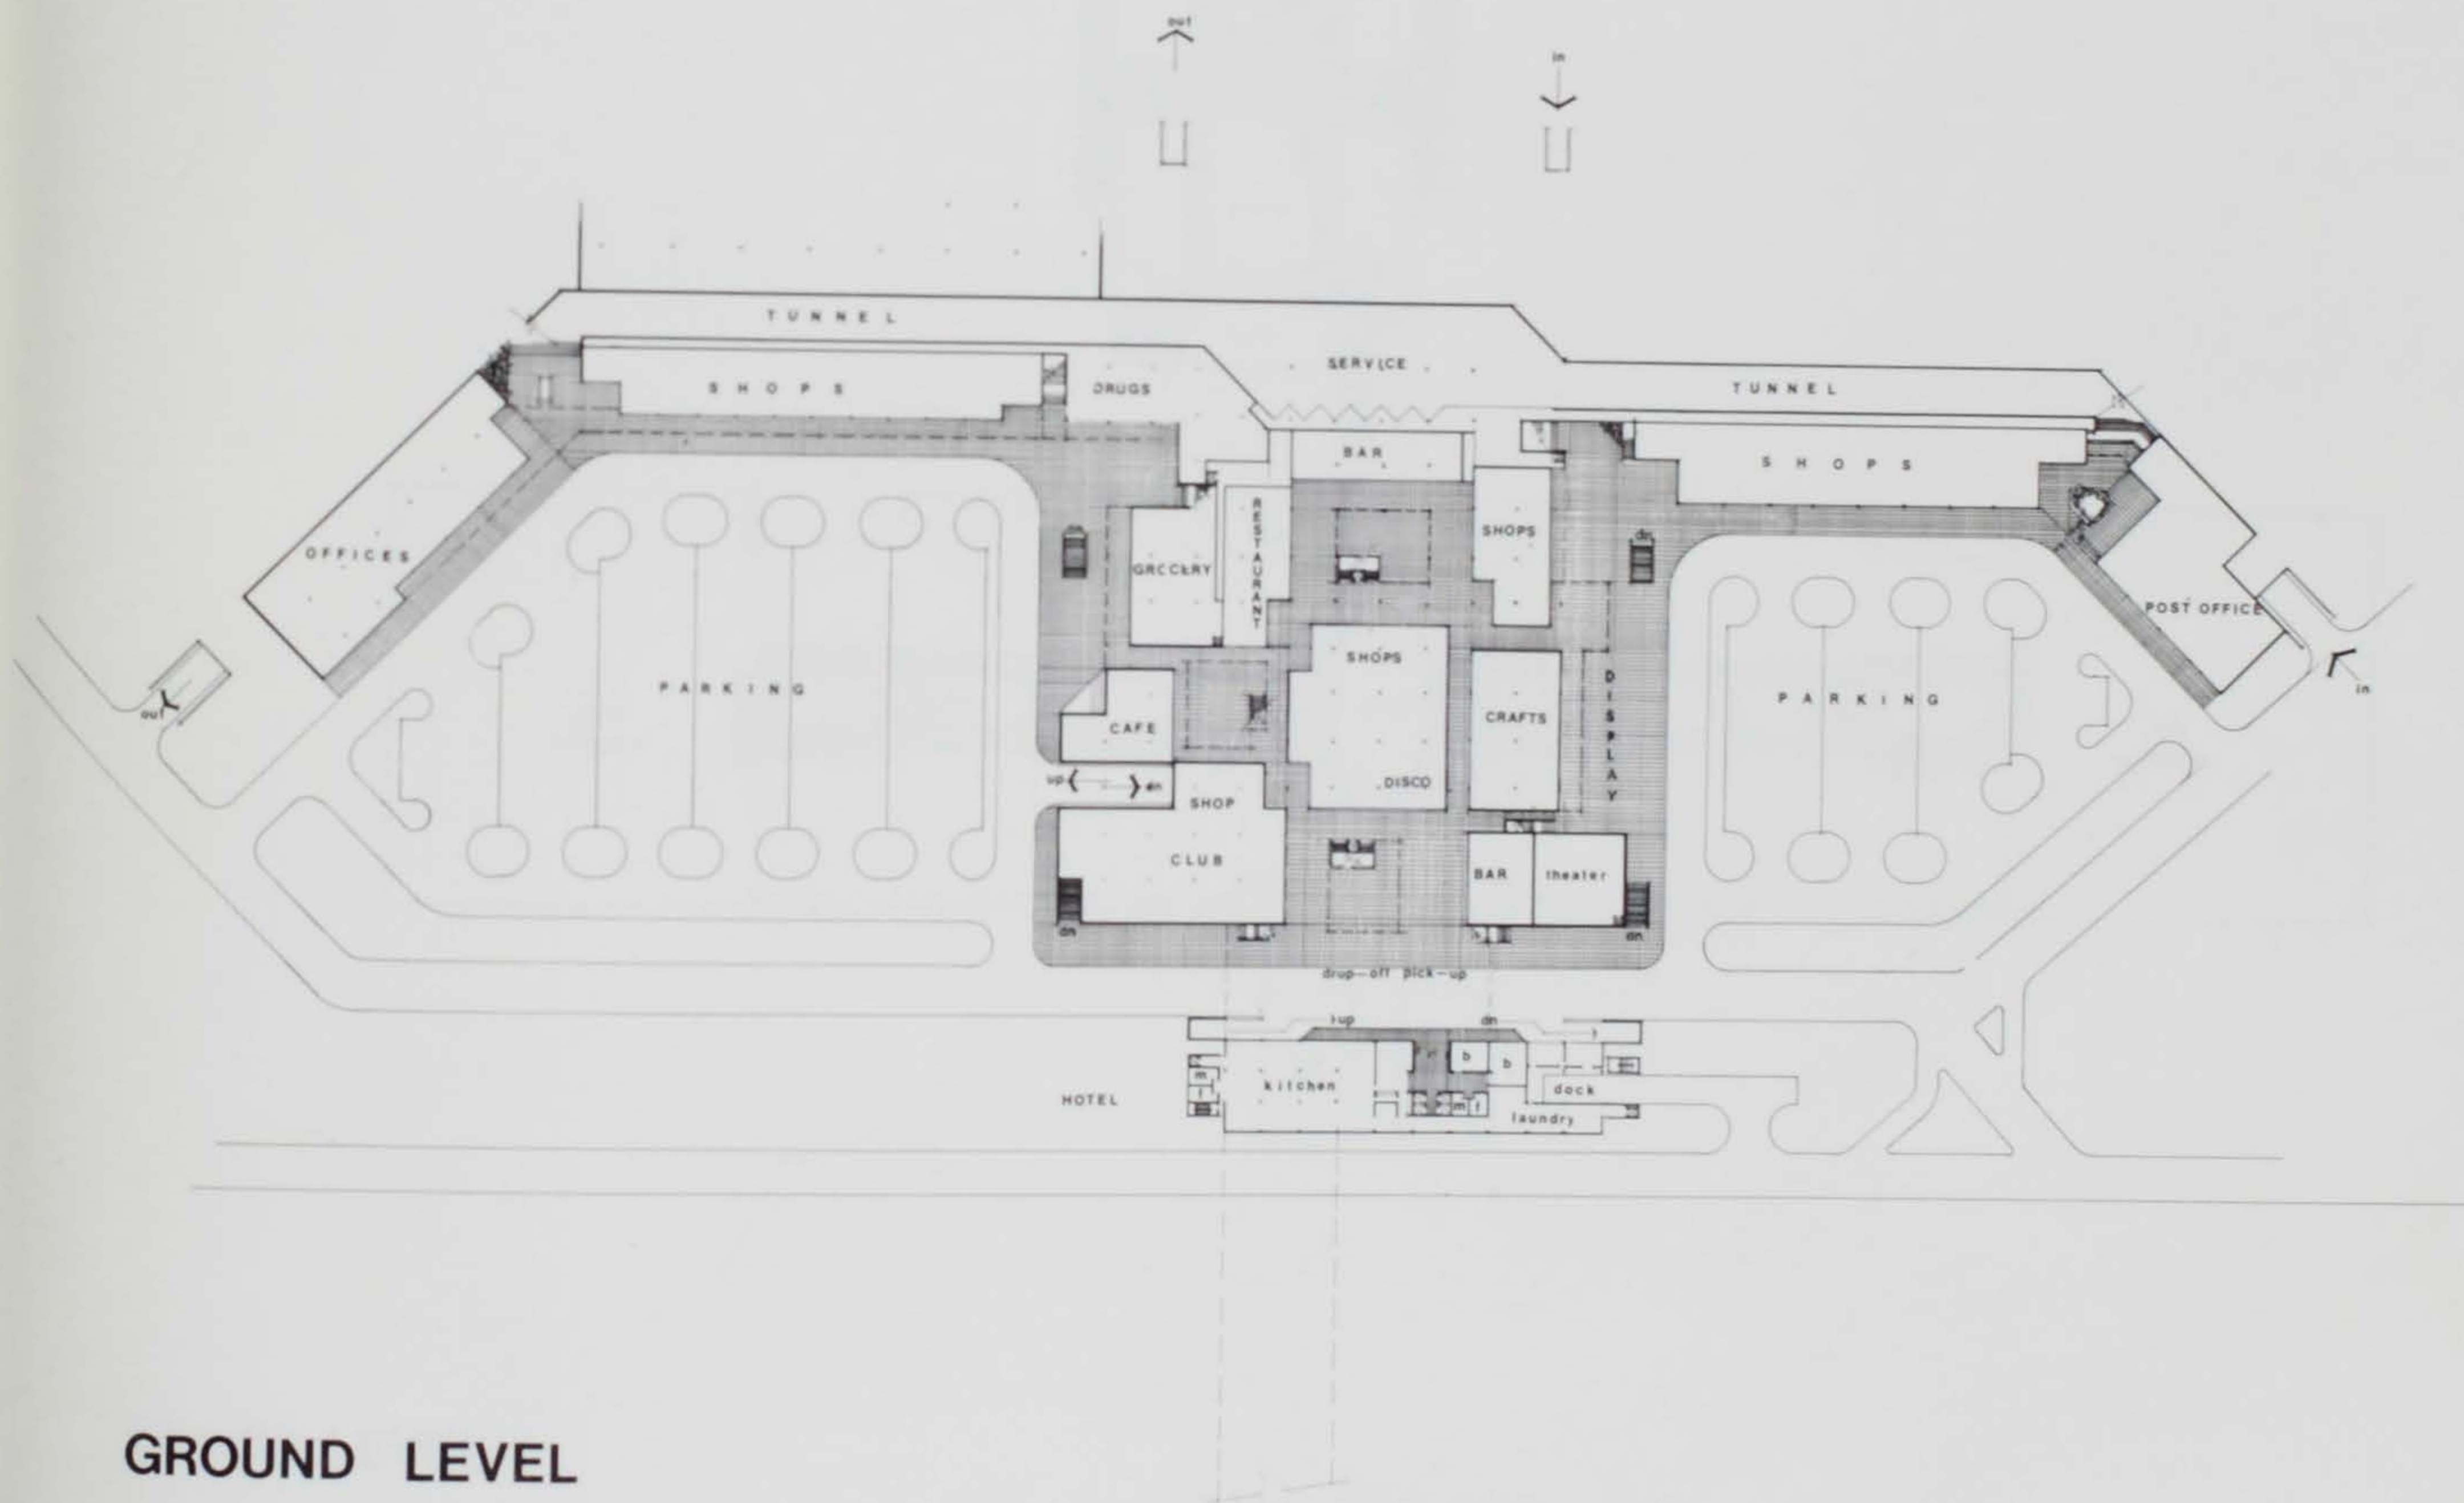 out
in
TUNNEL
SERVICE
SHOPS
DRUGS
TUNNEL
BAR
SHOPS
RESTAURANT
SHOPS
dn
OFFICES
GROCERY
POST OFFICE
SHOPS
DISPLAY
PARKING
PARKING
in
out
CAFE
CRAFTS
up
dn
DISCO
SHOP
CLUB
BAR
theater
dn
dn
drop-off pick-up
up
dn
b
b
m
f
kitchen
dock
HOTEL
m
f
laundry
GROUND LEVEL